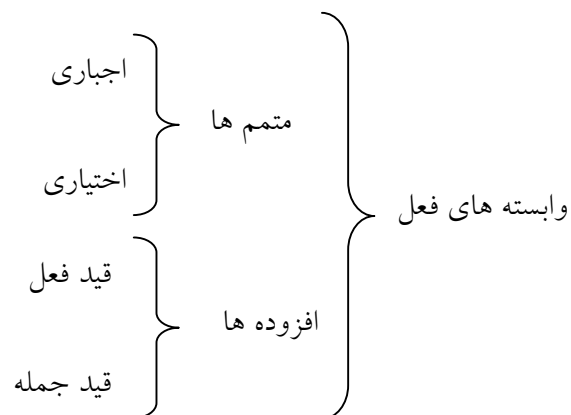 وابسته های فعل
متمم ها
اجباری
اختیاری
افزوده ها
قید فعل
قید جمله